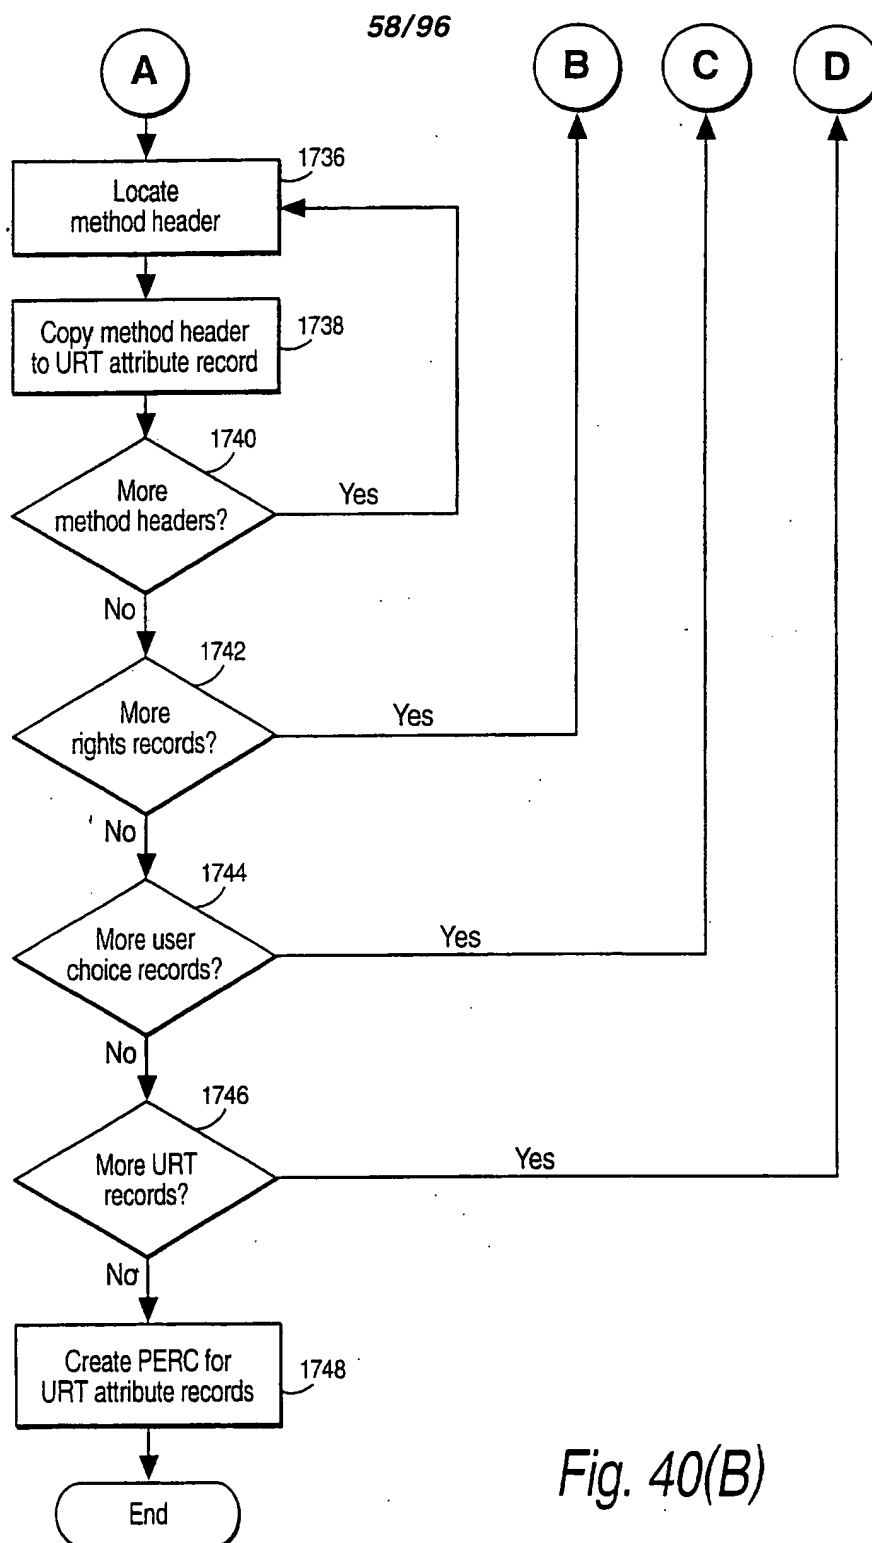 58/96
A
B
C
D
1736
Locate
method header
1738
Copy method header
to URT attribute record
1740
More
method headers?
Yes
No
1742
More
rights records?
Yes
No
1744
More user
choice records?
Yes
No
1746
More URT
records?
Yes
No
Create PERC for
URT attribute records
1748
End
Fig. 40(B)